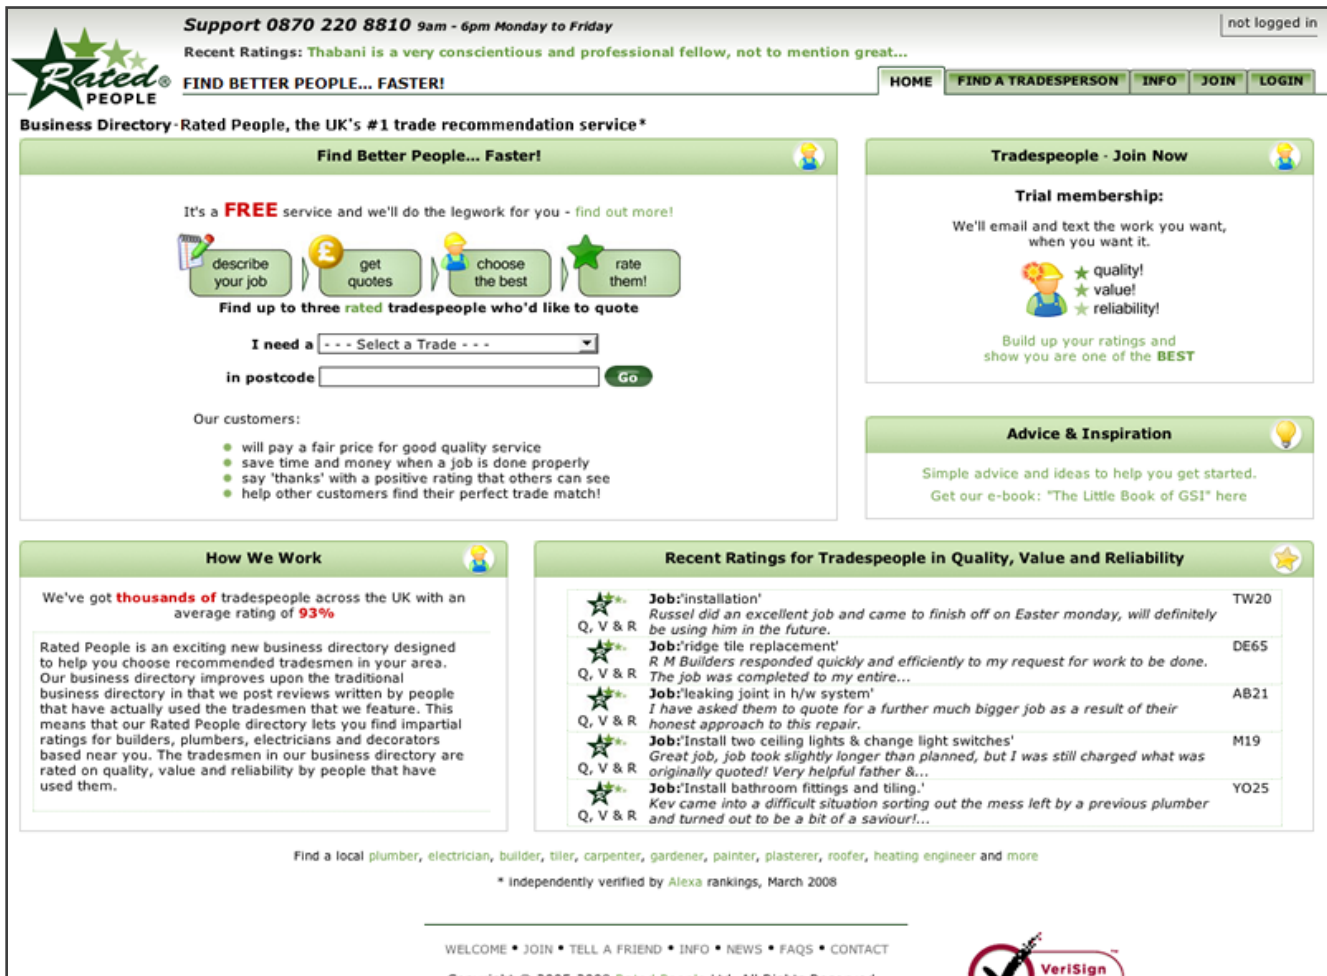 Support 0870 220 8810 9am - 6pm Monday to Friday
not logged in
Recent Ratings: Thabani is a very conscientious and professional fellow, not to mention great...
Rated®
PEOPLE
FIND BETTER PEOPLE... FASTER!
HOME
FIND A TRADESPERSON
INFO
JOIN
LOGIN
Business Directory-Rated People, the UK's #1 trade recommendation service*
Find Better People... Faster!
It's a FREE service and we'll do the legwork for you - find out more!
describe
your job
get
quotes
choose
the best
rate
them!
Find up to three rated tradespeople who'd like to quote
I need a - - - Select a Trade - - -
in postcode
Go
Our customers:
will pay a fair price for good quality service
save time and money when a job is done properly
say 'thanks' with a positive rating that others can see
help other customers find their perfect trade match!
Tradespeople - Join Now
Trial membership:
We'll email and text the work you want,
when you want it.
quality!
value!
reliability!
Build up your ratings and
show you are one of the BEST
Advice & Inspiration
Simple advice and ideas to help you get started.
Get our e-book: "The Little Book of GSI" here
How We Work
We've got thousands of tradespeople across the UK with an
average rating of 93%
Rated People is an exciting new business directory designed
to help you choose recommended tradesmen in your area.
Our business directory improves upon the traditional
business directory in that we post reviews written by people
that have actually used the tradesmen that we feature. This
means that our Rated People directory lets you find impartial
ratings for builders, plumbers, electricians and decorators
based near you. The tradesmen in our business directory are
rated on quality, value and reliability by people that have
used them.
Recent Ratings for Tradespeople in Quality, Value and Reliability
Job:'installation' TW20
Russel did an excellent job and came to finish off on Easter monday, will definitely
Q, V & R be using him in the future.
Job:'ridge tile replacement' DE65
R M Builders responded quickly and efficiently to my request for work to be done.
Q, V & R The job was completed to my entire...
Job:'leaking joint in h/w system' AB21
I have asked them to quote for a further much bigger job as a result of their
Q, V & R honest approach to this repair.
Job:'Install two ceiling lights & change light switches' M19
Great job, job took slightly longer than planned, but I was still charged what was
Q, V & R originally quoted! Very helpful father &...
Job:'Install bathroom fittings and tiling.' YO25
Kev came into a difficult situation sorting out the mess left by a previous plumber
Q, V & R and turned out to be a bit of a saviour!...
Find a local plumber, electrician, builder, tiler, carpenter, gardener, painter, plasterer, roofer, heating engineer and more
* independently verified by Alexa rankings, March 2008
WELCOME • JOIN • TELL A FRIEND • INFO • NEWS • FAQS • CONTACT
VeriSign